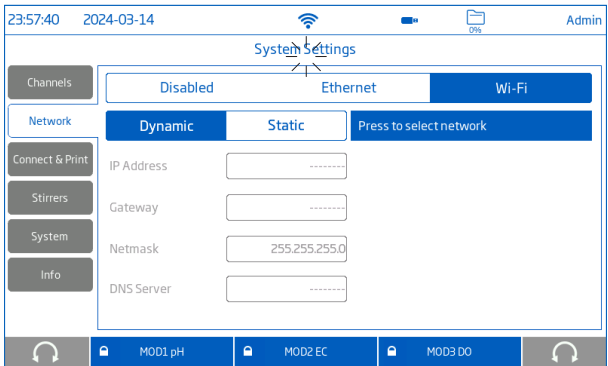 23:57:40 2024-03-14 0% Admin
System Settings
Channels
Disabled Ethernet Wi-Fi
Network
Dynamic Static Press to select network
Connect & Print
IP Address --------
Stirrers
Gateway --------
System
Netmask 255.255.255.0
Info
DNS Server --------
MOD1 pH MOD2 EC MOD3 DO